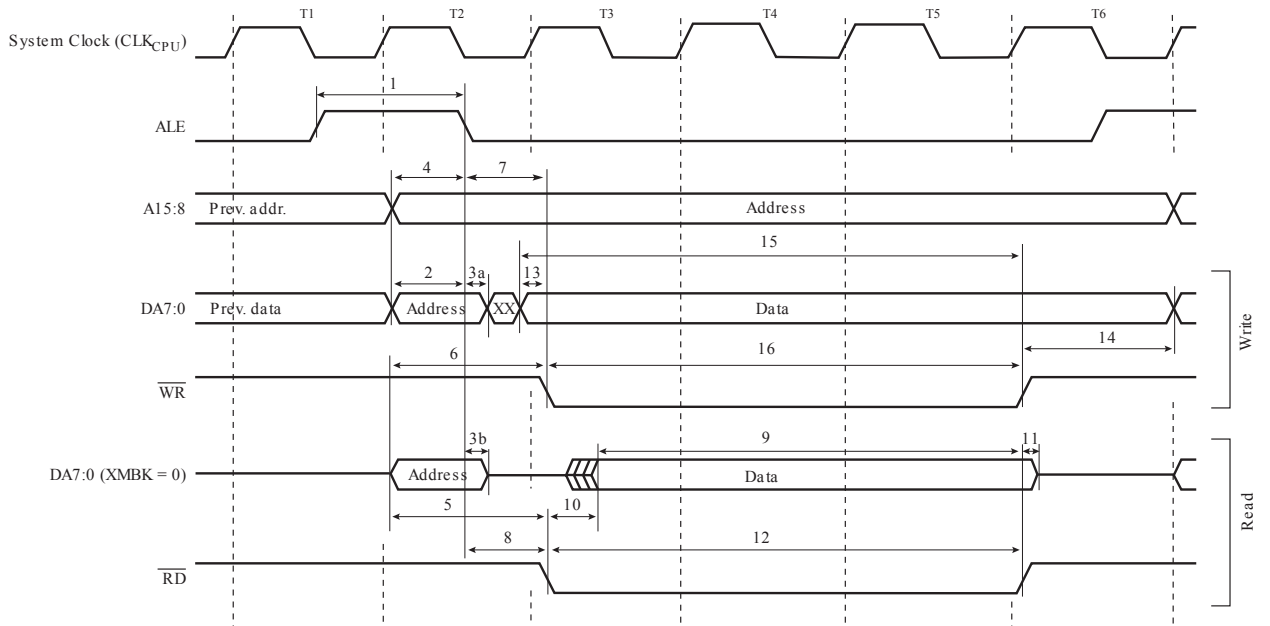 T1 T2 T3 T4 T5 T6
System Clock (CLKCPU)
1
ALE
4 7
A15:8 Prev. addr. Address
15
2 3a 13
DA7:0 Prev. data Address XX Data
14
6 16
WR
Write
3b 9 11
DA7:0 (XMBK = 0) Address Data
5 10
8 12
RD
Read